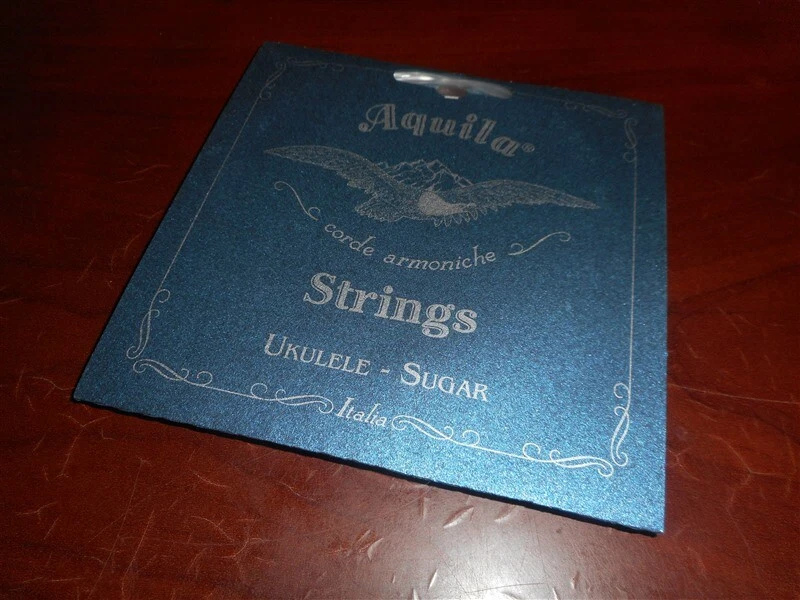 Aquila®
corde armoniche
Strings
UKULELE - SUGAR
Italia